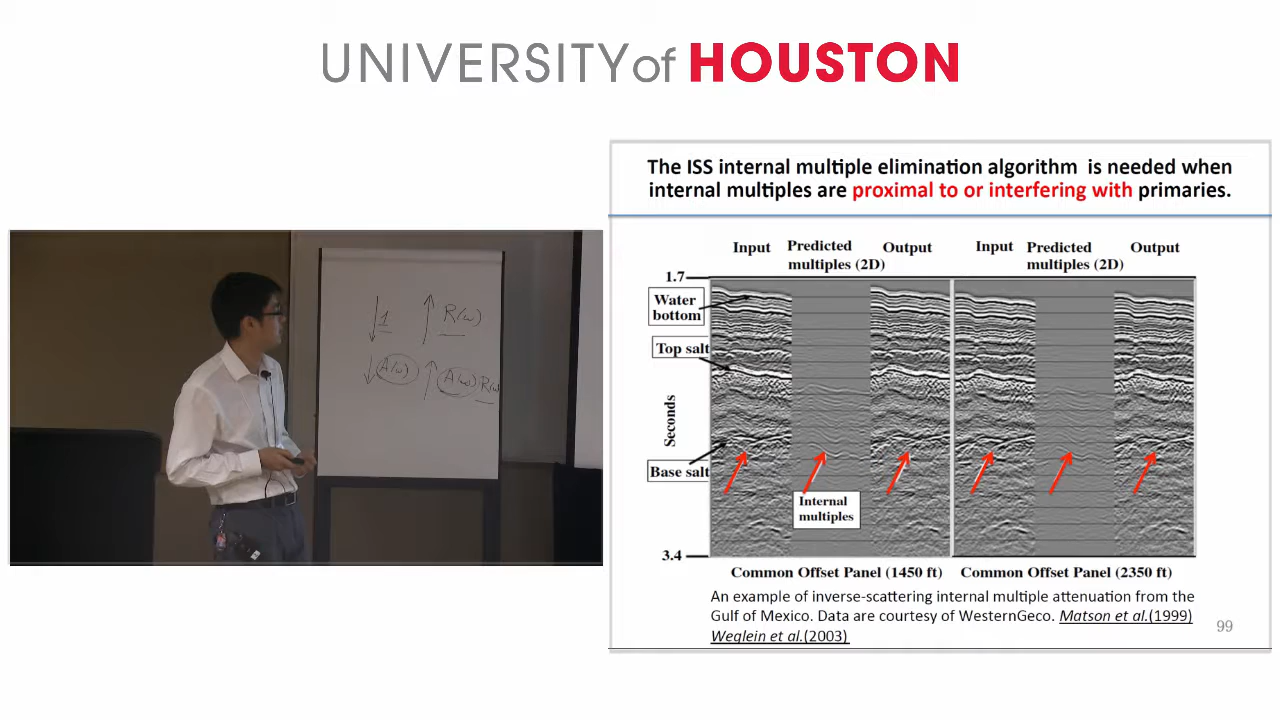 UNIVERSITY of HOUSTON
The ISS internal multiple elimination algorithm is needed when
internal multiples are proximal to or interfering with primaries.
Input Predicted multiples (2D) Output Input Predicted multiples (2D) Output
1.7
Water
bottom
Top salt
Seconds
Base salt
Internal
multiples
3.4
Common Offset Panel (1450 ft) Common Offset Panel (2350 ft)
An example of inverse-scattering internal multiple attenuation from the
Gulf of Mexico. Data are courtesy of WesternGeco. Matson et al.(1999)
Weglein et al.(2003)
99
1 R(ω)
A(ω) A(ω) R(ω